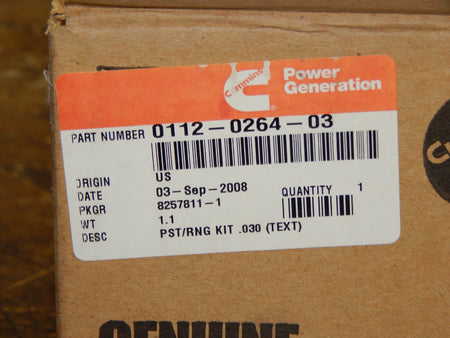 cummins
Power
Generation
PART NUMBER 0112-0264-03
ORIGIN US
DATE 03-Sep-2008
QUANTITY 1
PKGR 8257811-1
WT 1.1
DESC PST/RNG KIT .030 (TEXT)
GENUINE